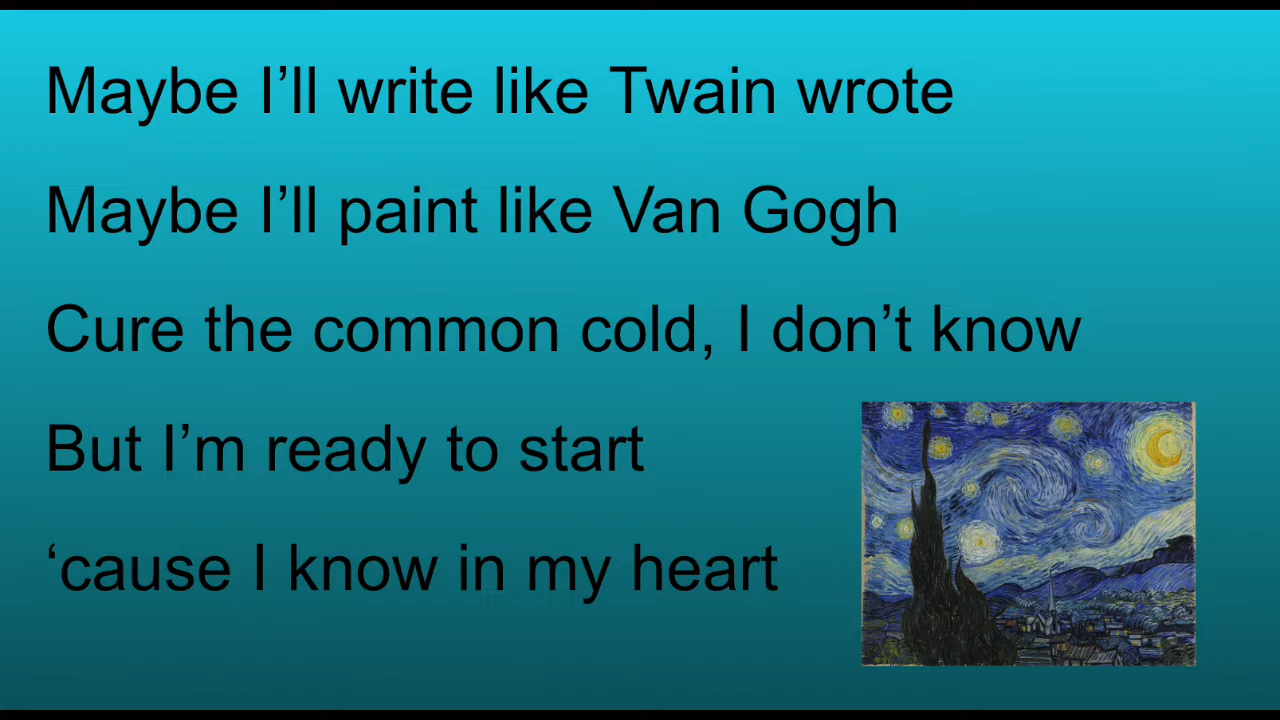 Maybe I’ll write like Twain wrote
Maybe I’ll paint like Van Gogh
Cure the common cold, I don’t know
But I’m ready to start
‘cause I know in my heart